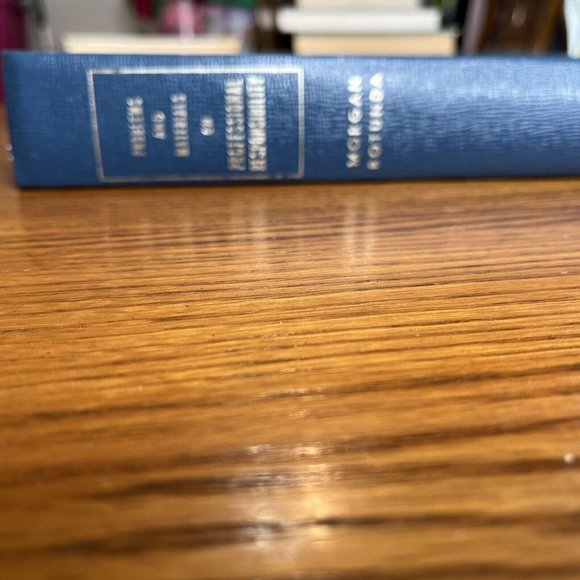 PROBLEMS
AND
MATERIALS
ON
PROFESSIONAL
RESPONSIBILITY
MORGAN
ROTUNDA